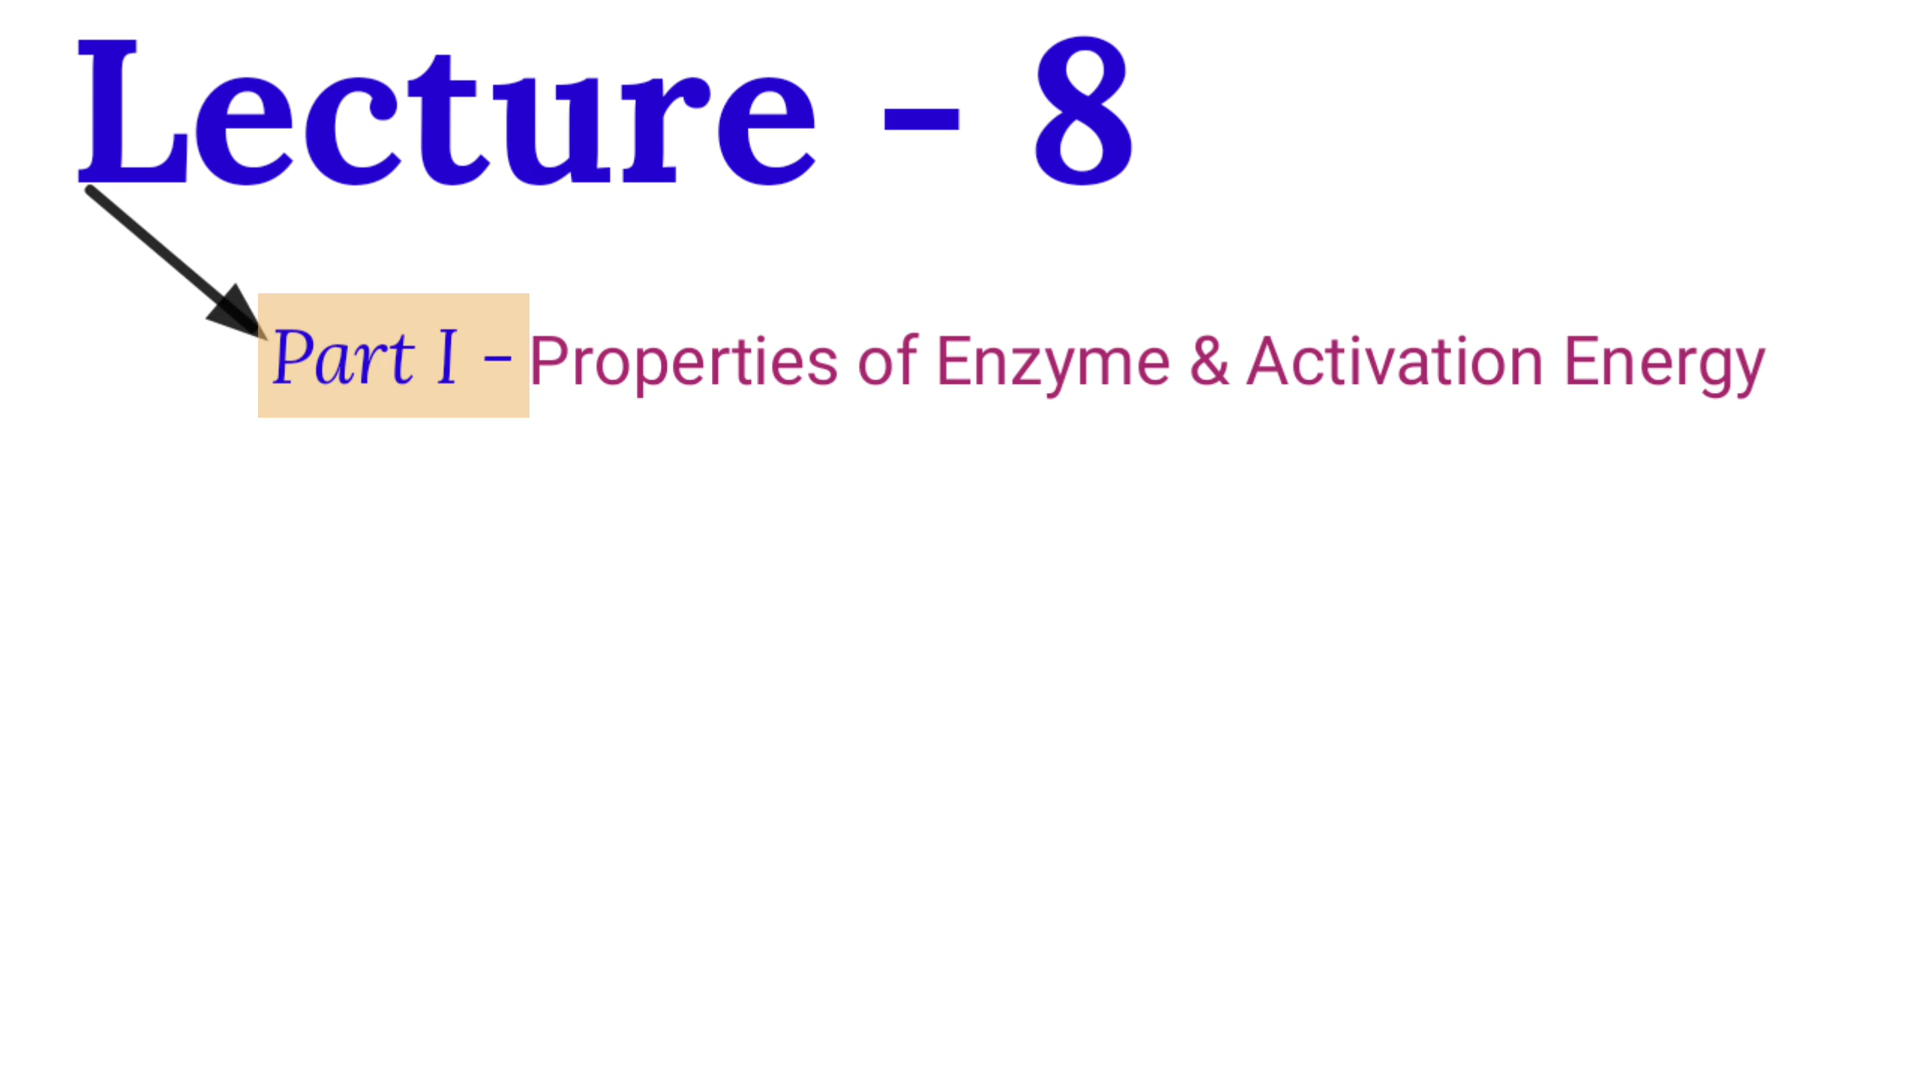 Lecture - 8
Part I - Properties of Enzyme & Activation Energy